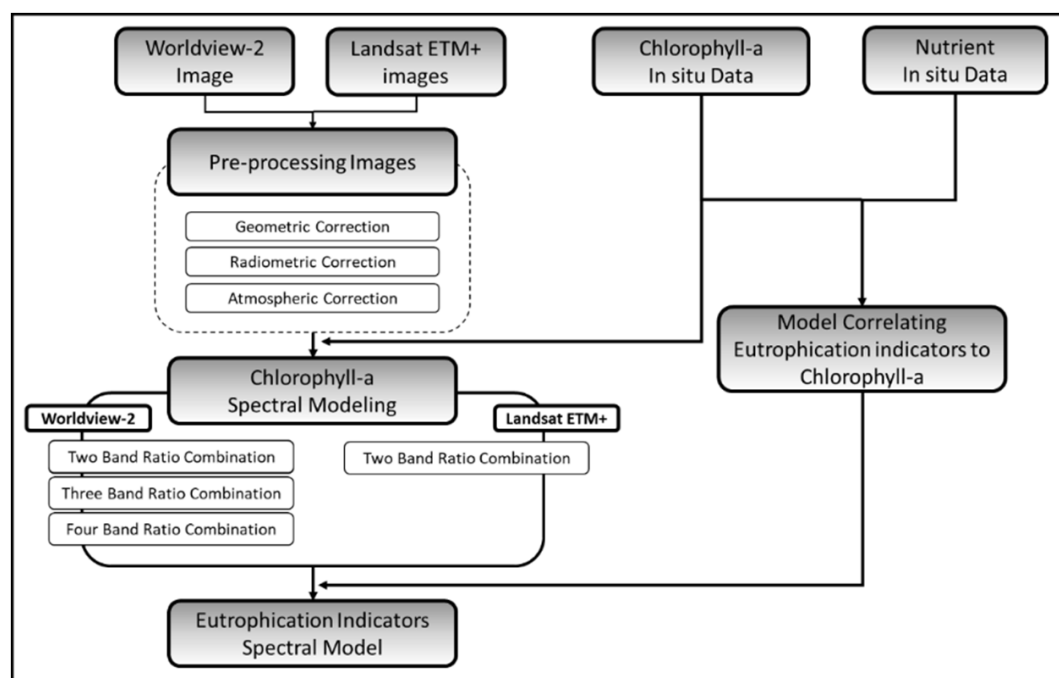 Worldview-2
Image
Landsat ETM+
images
Chlorophyll-a
In situ Data
Nutrient
In situ Data
Pre-processing Images
Geometric Correction
Radiometric Correction
Atmospheric Correction
Model Correlating
Eutrophication indicators to
Chlorophyll-a
Chlorophyll-a
Spectral Modeling
Worldview-2
Landsat ETM+
Two Band Ratio Combination
Three Band Ratio Combination
Four Band Ratio Combination
Two Band Ratio Combination
Eutrophication Indicators
Spectral Model